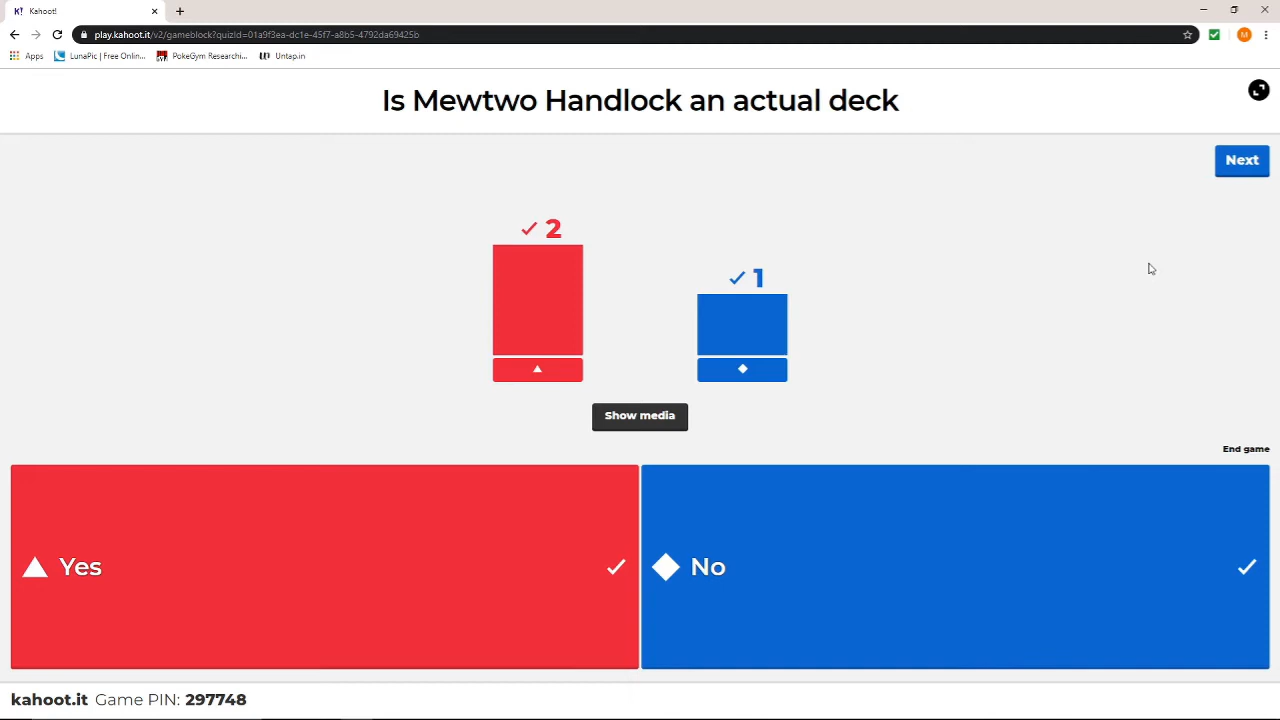 K! Kahoot!
play.kahoot.it/v2/gameblock?quizId=01a9f3ea-dc1e-45f7-a8b5-4792da69425b
M
Apps LunaPic | Free Onlin... PokeGym Researchi... Untap.in
Is Mewtwo Handlock an actual deck
Next
2
1
Show media
End game
Yes
No
kahoot.it Game PIN: 297748